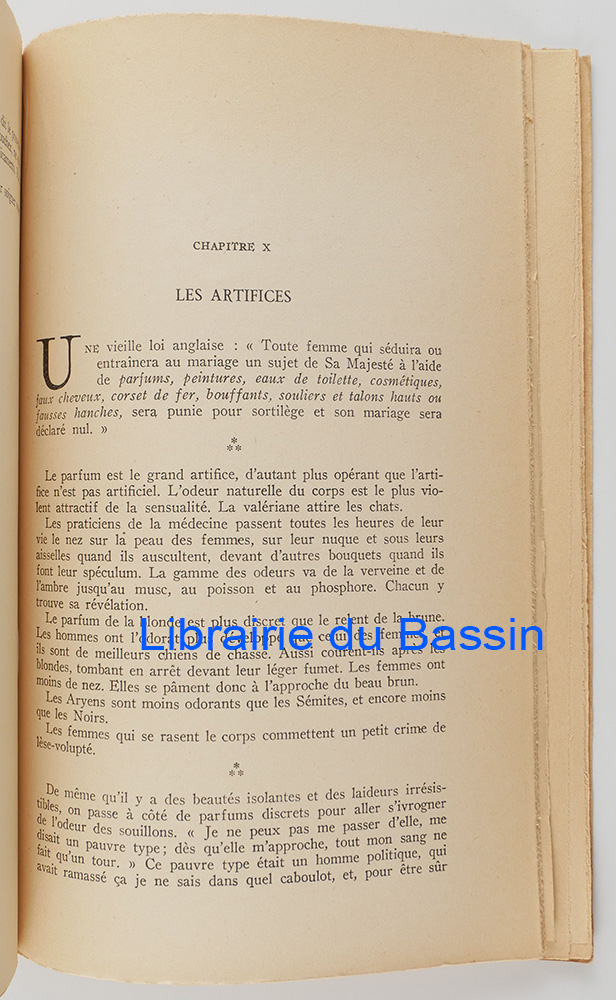 CHAPITRE X
LES ARTIFICES
UNE vieille loi anglaise : « Toute femme qui séduira ou
entraînera au mariage un sujet de Sa Majesté à l'aide
de parfums, peintures, eaux de toilette, cosmétiques,
faux cheveux, corset de fer, bouffants, souliers et talons hauts ou
fausses hanches, sera punie pour sortilège et son mariage sera
déclaré nul. »
*
**
Le parfum est le grand artifice, d'autant plus opérant que l'arti-
fice n'est pas artificiel. L'odeur naturelle du corps est le plus vio-
lent attractif de la sensualité. La valériane attire les chats.
Les praticiens de la médecine passent toutes les heures de leur
vie le nez sur la peau des femmes, sur leur nuque et sous leurs
aisselles quand ils auscultent, devant d'autres bouquets quand ils
font leur spéculum. La gamme des odeurs va de la verveine et de
l'ambre jusqu'au musc, au poisson et au phosphore. Chacun y
trouve sa révélation.
Le parfum de la blonde est plus discret que le relent de la brune.
Les hommes ont l'odorat plus développé que celui des femmes, et
ils sont de meilleurs chiens de chasse. Aussi courent-ils après les
blondes, tombant en arrêt devant leur léger fumet. Les femmes ont
moins de nez. Elles se pâment donc à l'approche du beau brun.
Les Aryens sont moins odorants que les Sémites, et encore moins
que les Noirs.
Les femmes qui se rasent le corps commettent un petit crime de
lèse-volupté.
*
**
De même qu'il y a des beautés isolantes et des laideurs irrésis-
tibles, on passe à côté de parfums discrets pour aller s'ivrogner
de l'odeur des souillons. « Je ne peux pas me passer d'elle, me
disait un pauvre type ; dès qu'elle m'approche, tout mon sang ne
fait qu'un tour. » Ce pauvre type était un homme politique, qui
avait ramassé ça je ne sais dans quel caboulot, et, pour être sûr
Librairie du Bassin